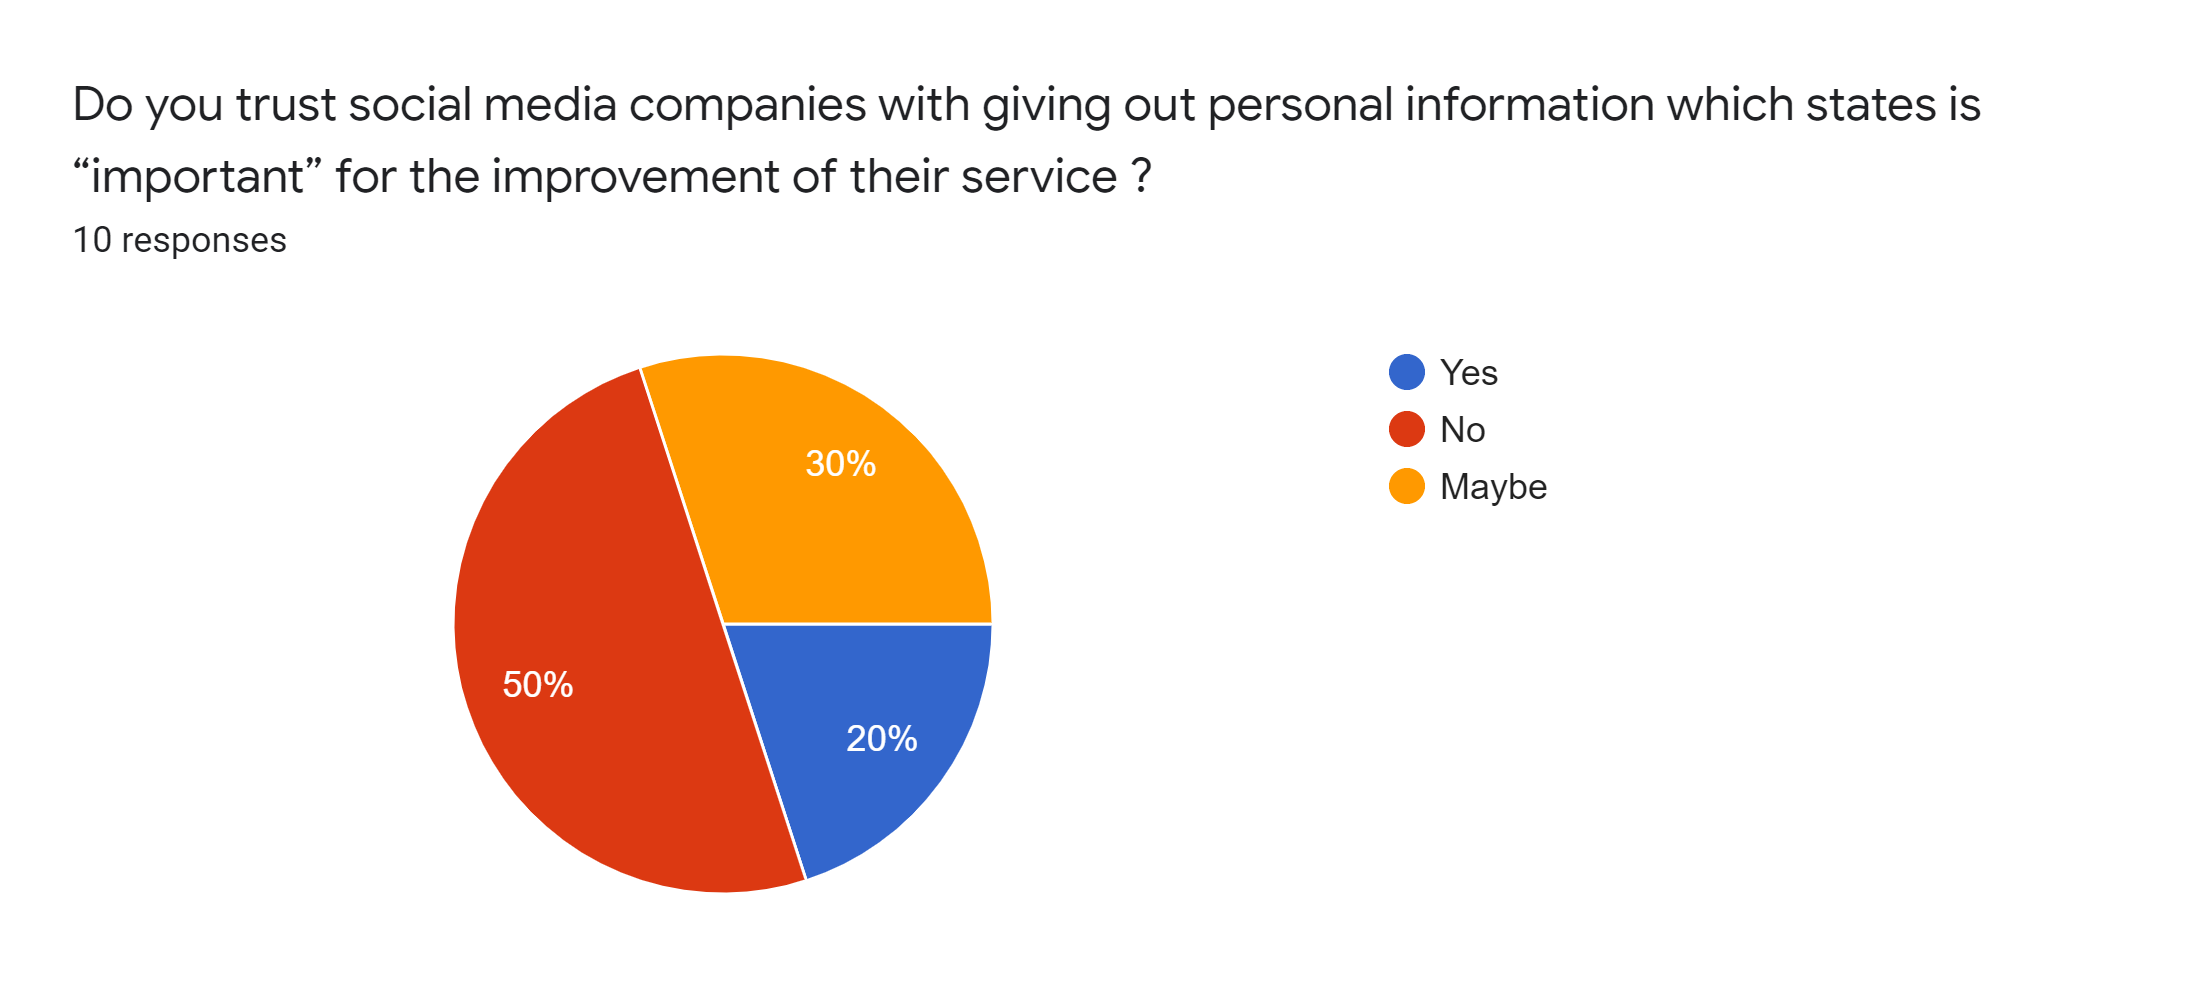 Do you trust social media companies with giving out personal information which states is
“important” for the improvement of their service ?
10 responses
Yes
No
Maybe
30%
50%
20%